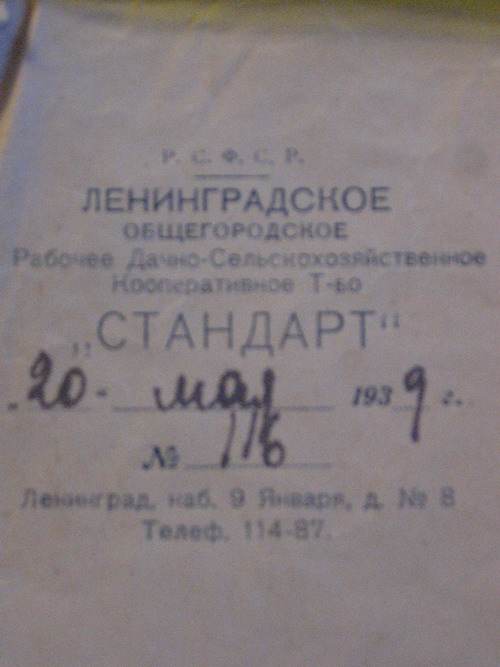 Р. С. Ф. С. Р.
ЛЕНИНГРАДСКОЕ
ОБЩЕГОРОДСКОЕ
Рабочее Дачно-Сельскохозяйственное
Кооперативное Т-во
„СТАНДАРТ“
„20 - мая 1939 г.
№ 116
Ленинград, наб. 9 Января, д. № 8
Телеф. 114-87.